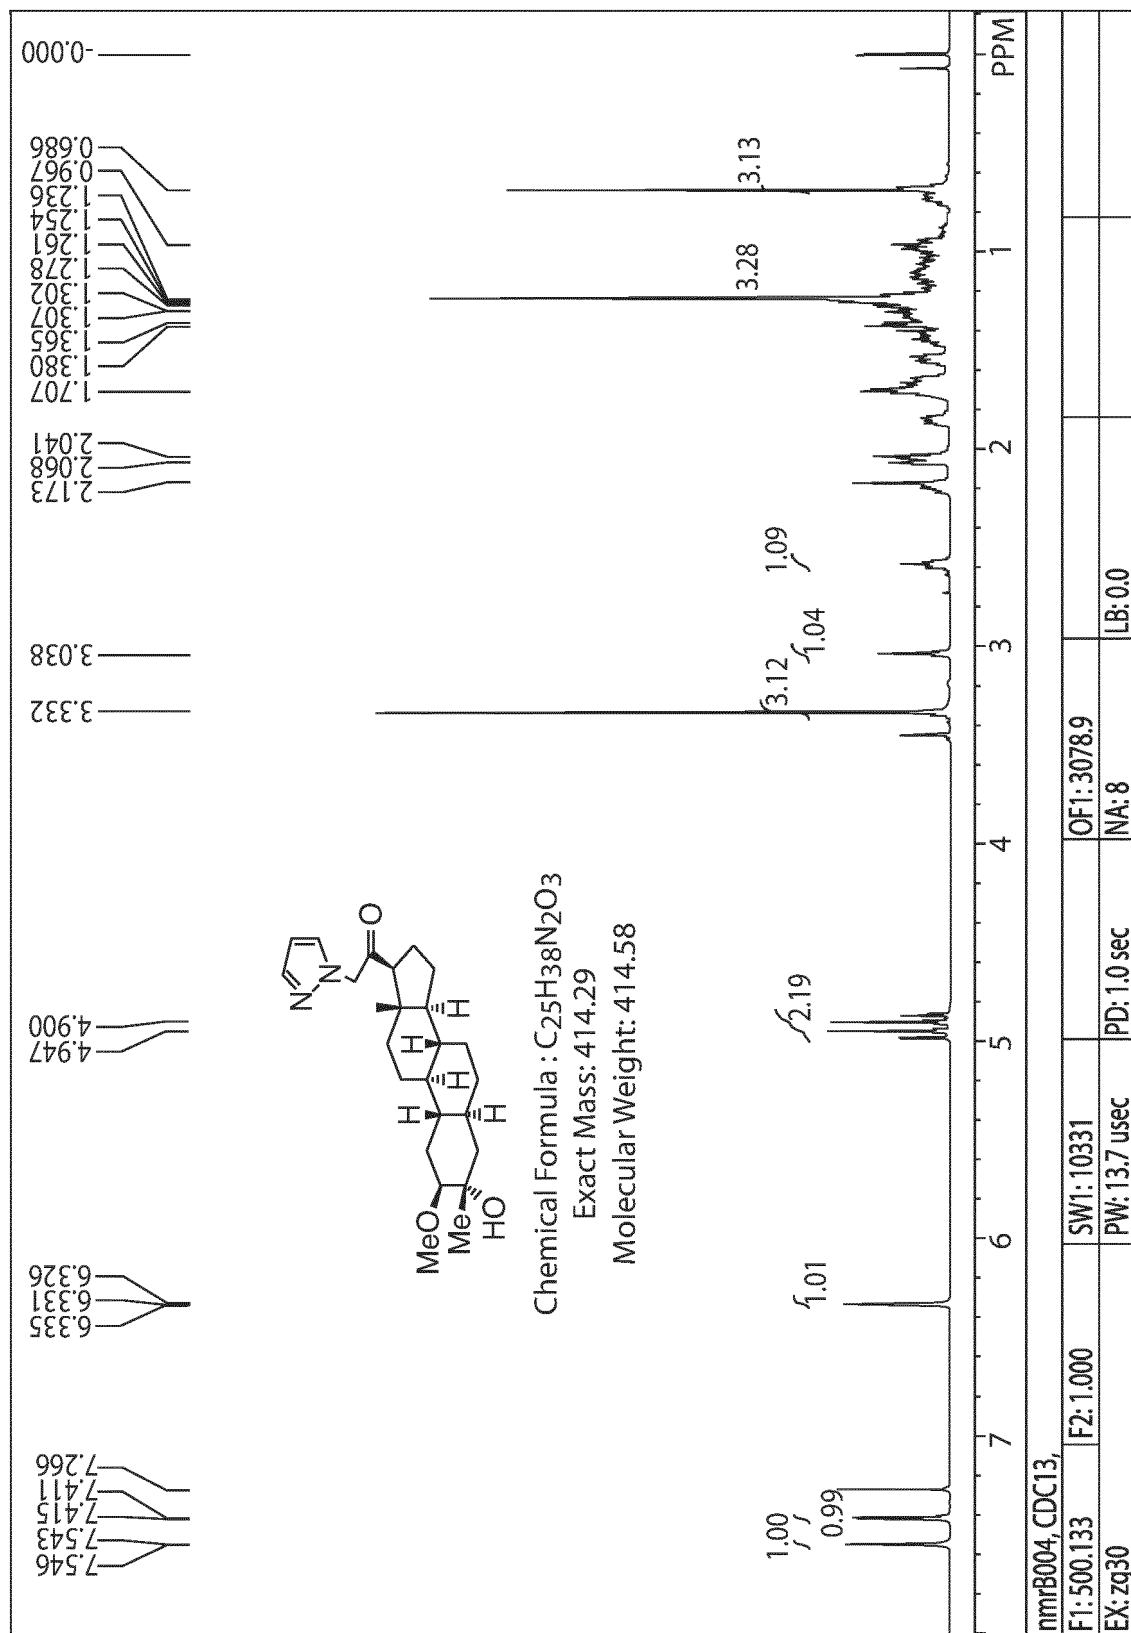 7.546
7.543
7.415
7.411
7.266
6.335
6.331
6.326
4.947
4.900
3.332
3.038
2.173
2.068
2.041
1.707
1.380
1.365
1.307
1.302
1.278
1.261
1.254
1.236
0.967
0.686
-0.000
N
N
O
H
H
H
H
H
MeO
Me
HO
Chemical Formula : C25H38N2O3
Exact Mass: 414.29
Molecular Weight: 414.58
1.00
0.99
1.01
2.19
3.12
1.04
1.09
3.28
3.13
7 6 5 4 3 2 1 PPM
nmrB004, CDC13,
F1: 500.133 F2: 1.000 SW1: 10331 OF1: 3078.9
EX: zq30 PW: 13.7 usec PD: 1.0 sec NA: 8 LB: 0.0